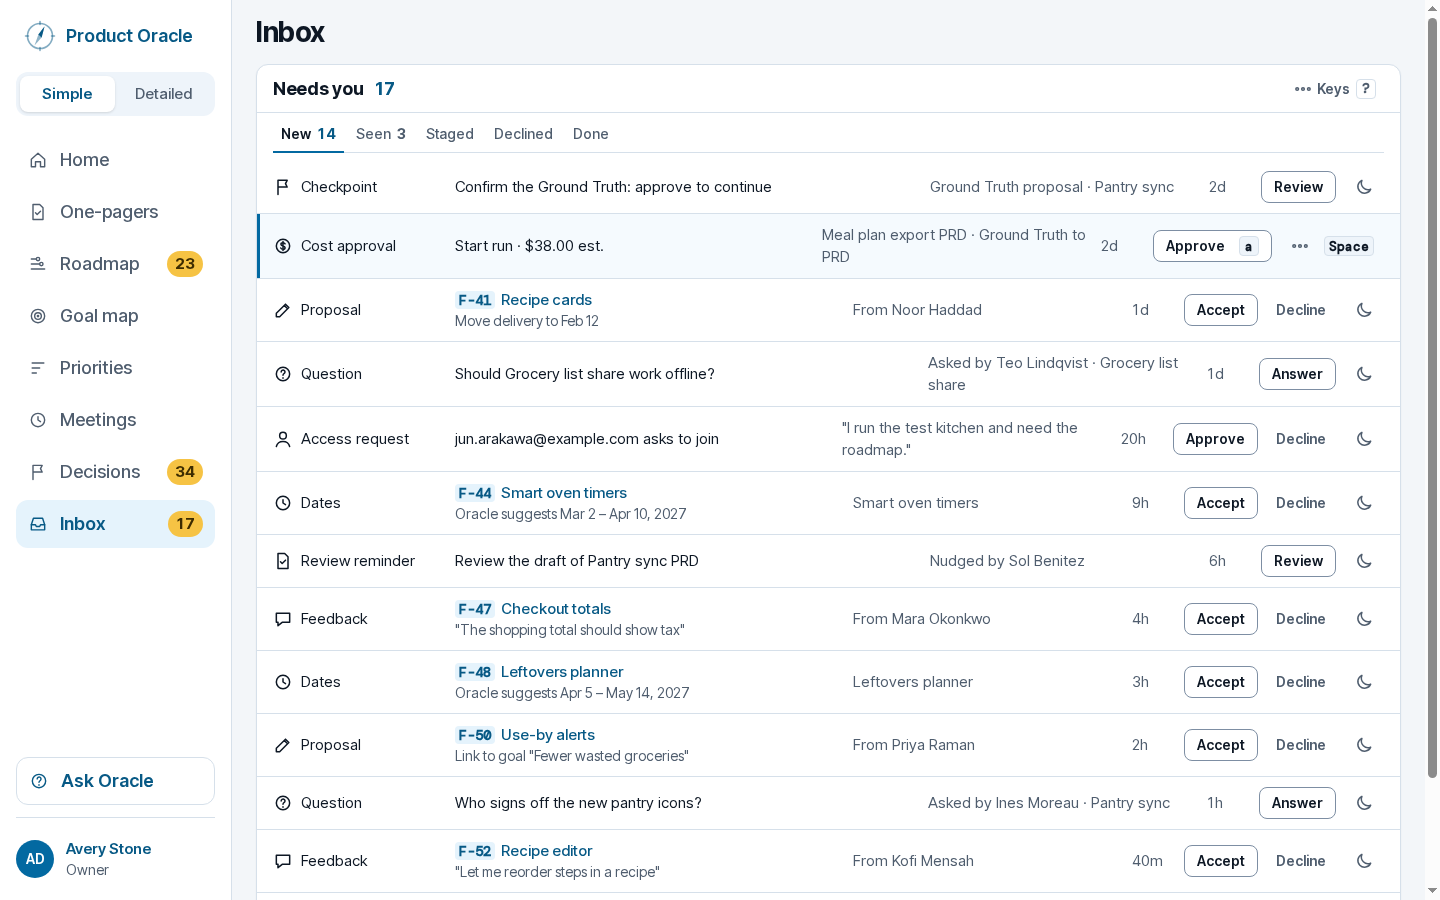 Product Oracle
Simple Detailed
Home
One-pagers
Roadmap 23
Goal map
Priorities
Meetings
Decisions 34
Inbox 17
Ask Oracle
AD Avery Stone
Owner
Inbox
Needs you 17 ••• Keys ?
New 14 Seen 3 Staged Declined Done
Checkpoint Confirm the Ground Truth: approve to continue Ground Truth proposal · Pantry sync 2d Review
Cost approval Start run · $38.00 est. Meal plan export PRD · Ground Truth to
PRD 2d Approve a ••• Space
Proposal F-41 Recipe cards
Move delivery to Feb 12 From Noor Haddad 1d Accept Decline
Question Should Grocery list share work offline? Asked by Teo Lindqvist · Grocery list
share 1d Answer
Access request jun.arakawa@example.com asks to join "I run the test kitchen and need the
roadmap." 20h Approve Decline
Dates F-44 Smart oven timers
Oracle suggests Mar 2 – Apr 10, 2027 Smart oven timers 9h Accept Decline
Review reminder Review the draft of Pantry sync PRD Nudged by Sol Benitez 6h Review
Feedback F-47 Checkout totals
"The shopping total should show tax" From Mara Okonkwo 4h Accept Decline
Dates F-48 Leftovers planner
Oracle suggests Apr 5 – May 14, 2027 Leftovers planner 3h Accept Decline
Proposal F-50 Use-by alerts
Link to goal "Fewer wasted groceries" From Priya Raman 2h Accept Decline
Question Who signs off the new pantry icons? Asked by Ines Moreau · Pantry sync 1h Answer
Feedback F-52 Recipe editor
"Let me reorder steps in a recipe" From Kofi Mensah 40m Accept Decline